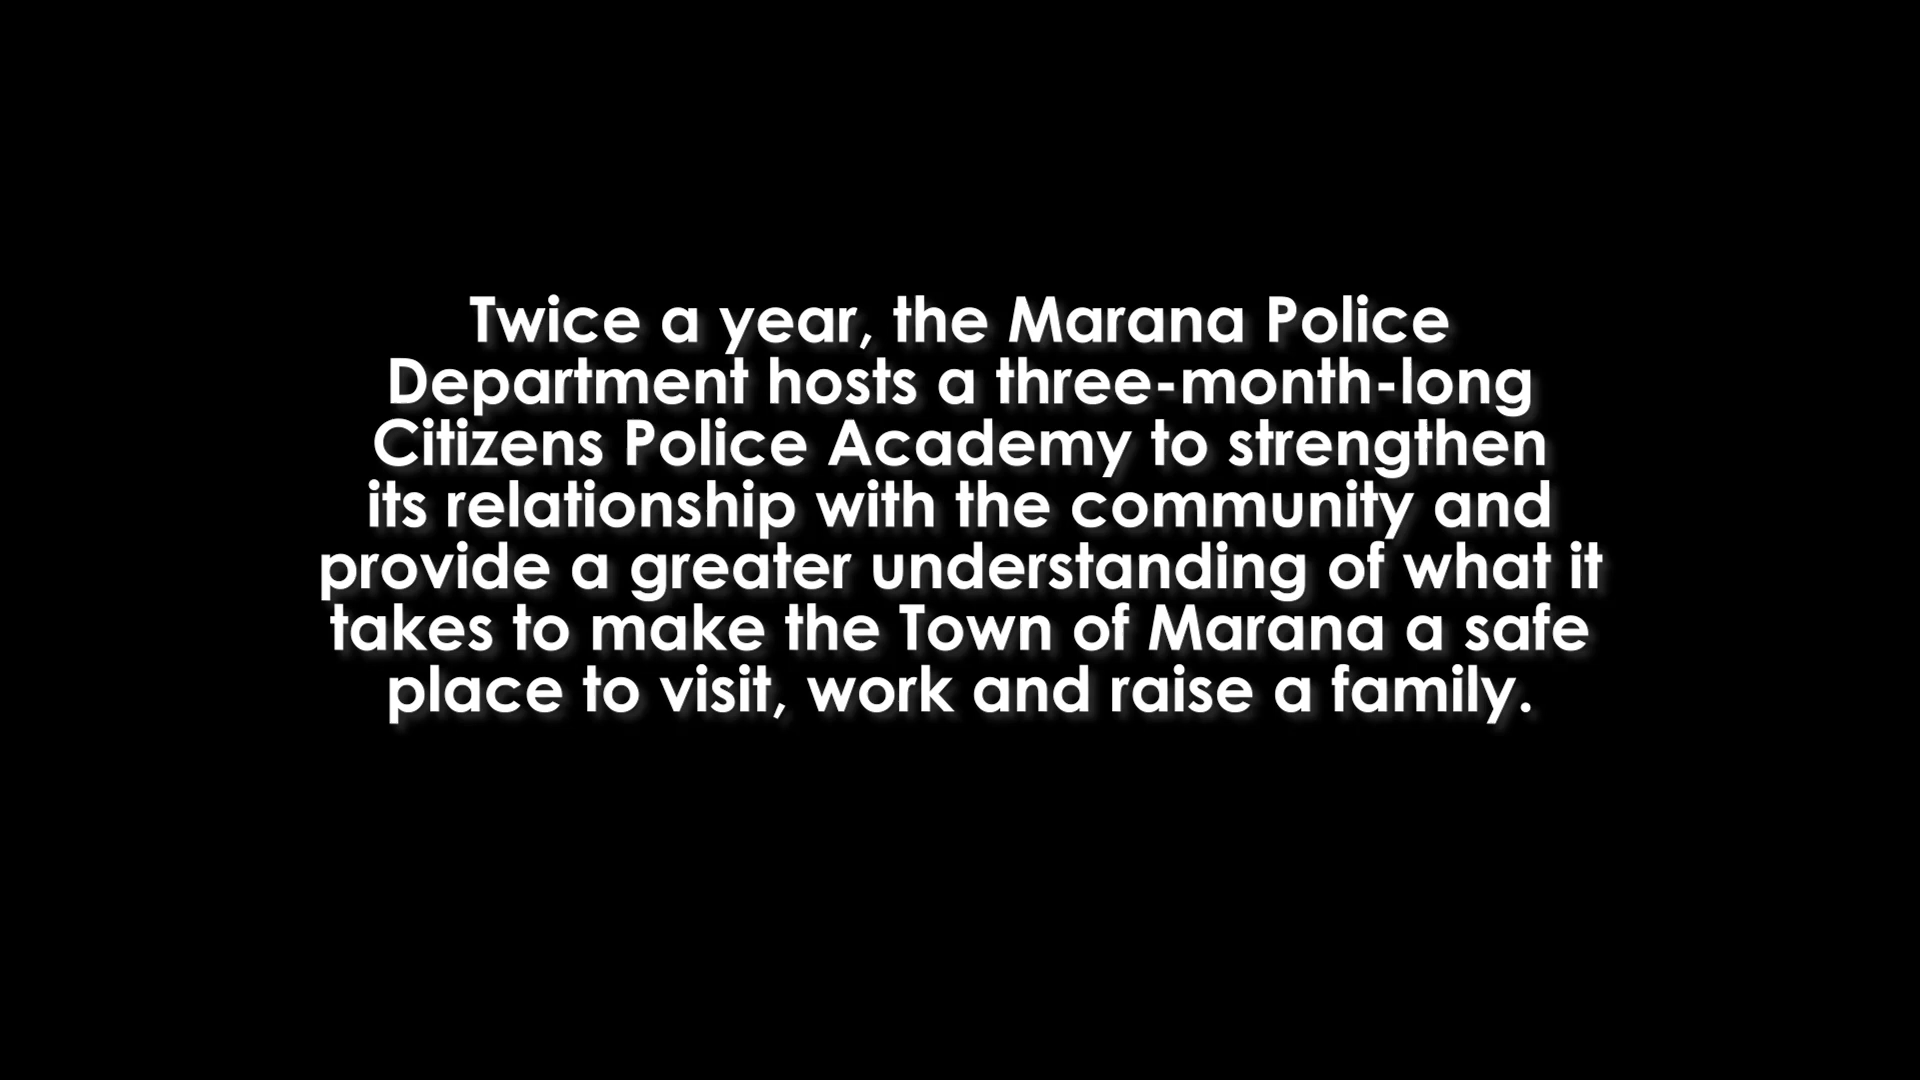 Twice a year, the Marana Police
Department hosts a three-month-long
Citizens Police Academy to strengthen
its relationship with the community and
provide a greater understanding of what it
takes to make the Town of Marana a safe
place to visit, work and raise a family.